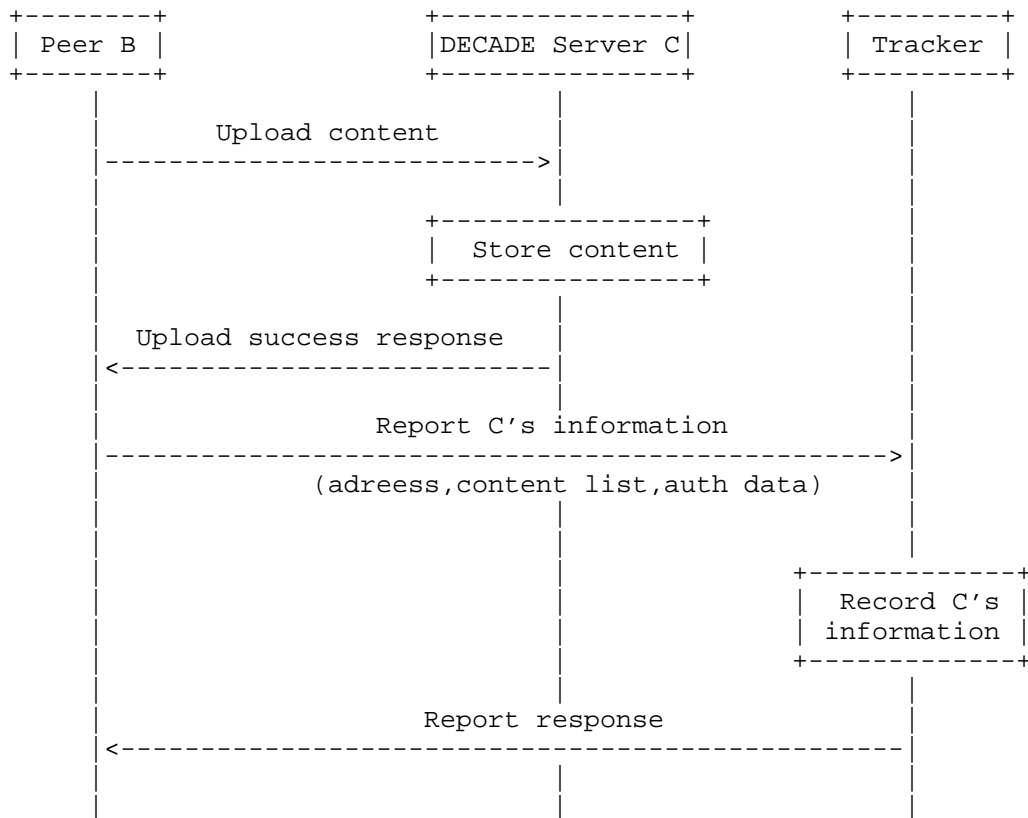 Peer B DECADE Server C Tracker
Upload content
Store content
Upload success response
Report C's information
(adreess,content list,auth data)
Record C's
information
Report response